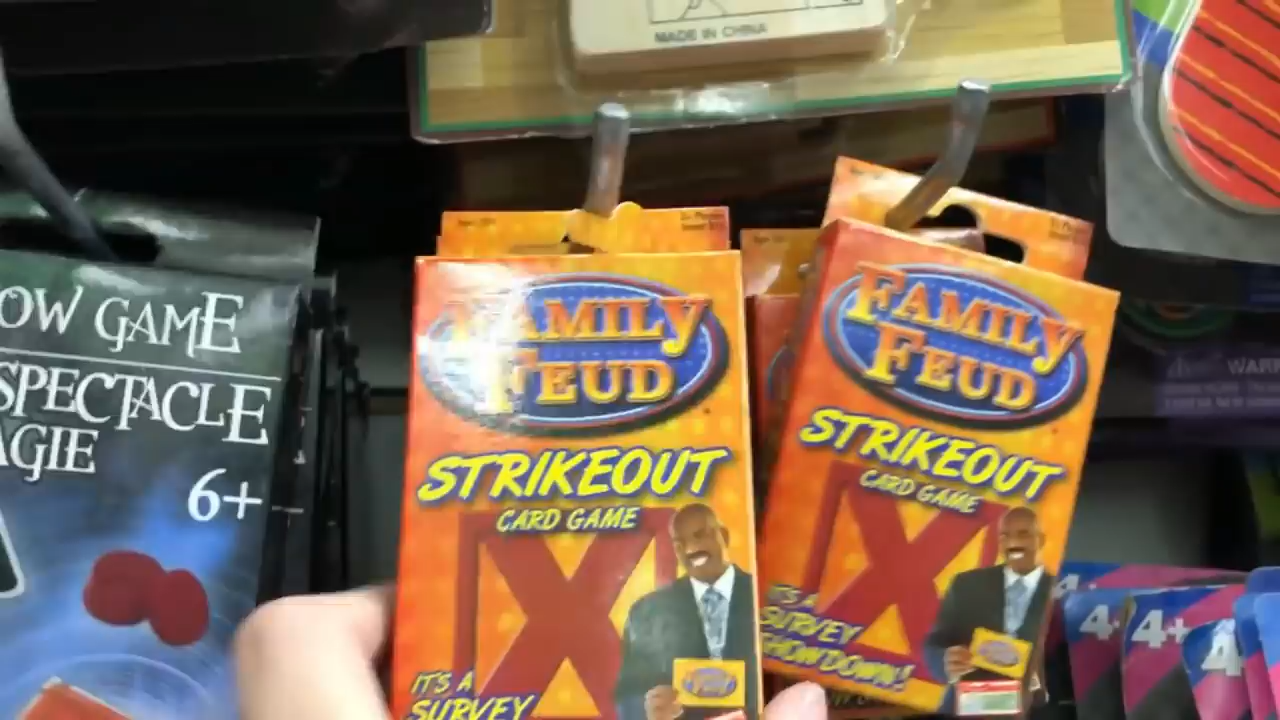 MADE IN CHINA
OW GAME
SPECTACLE
AGIE
6+
FAMILY
FEUD
STRIKEOUT
CARD GAME
X
IT'S A
SURVEY
FAMILY
FEUD
STRIKEOUT
CARD GAME
X
IT'S A
SURVEY
SHOWDOWN!
WARN
4+
4+
4